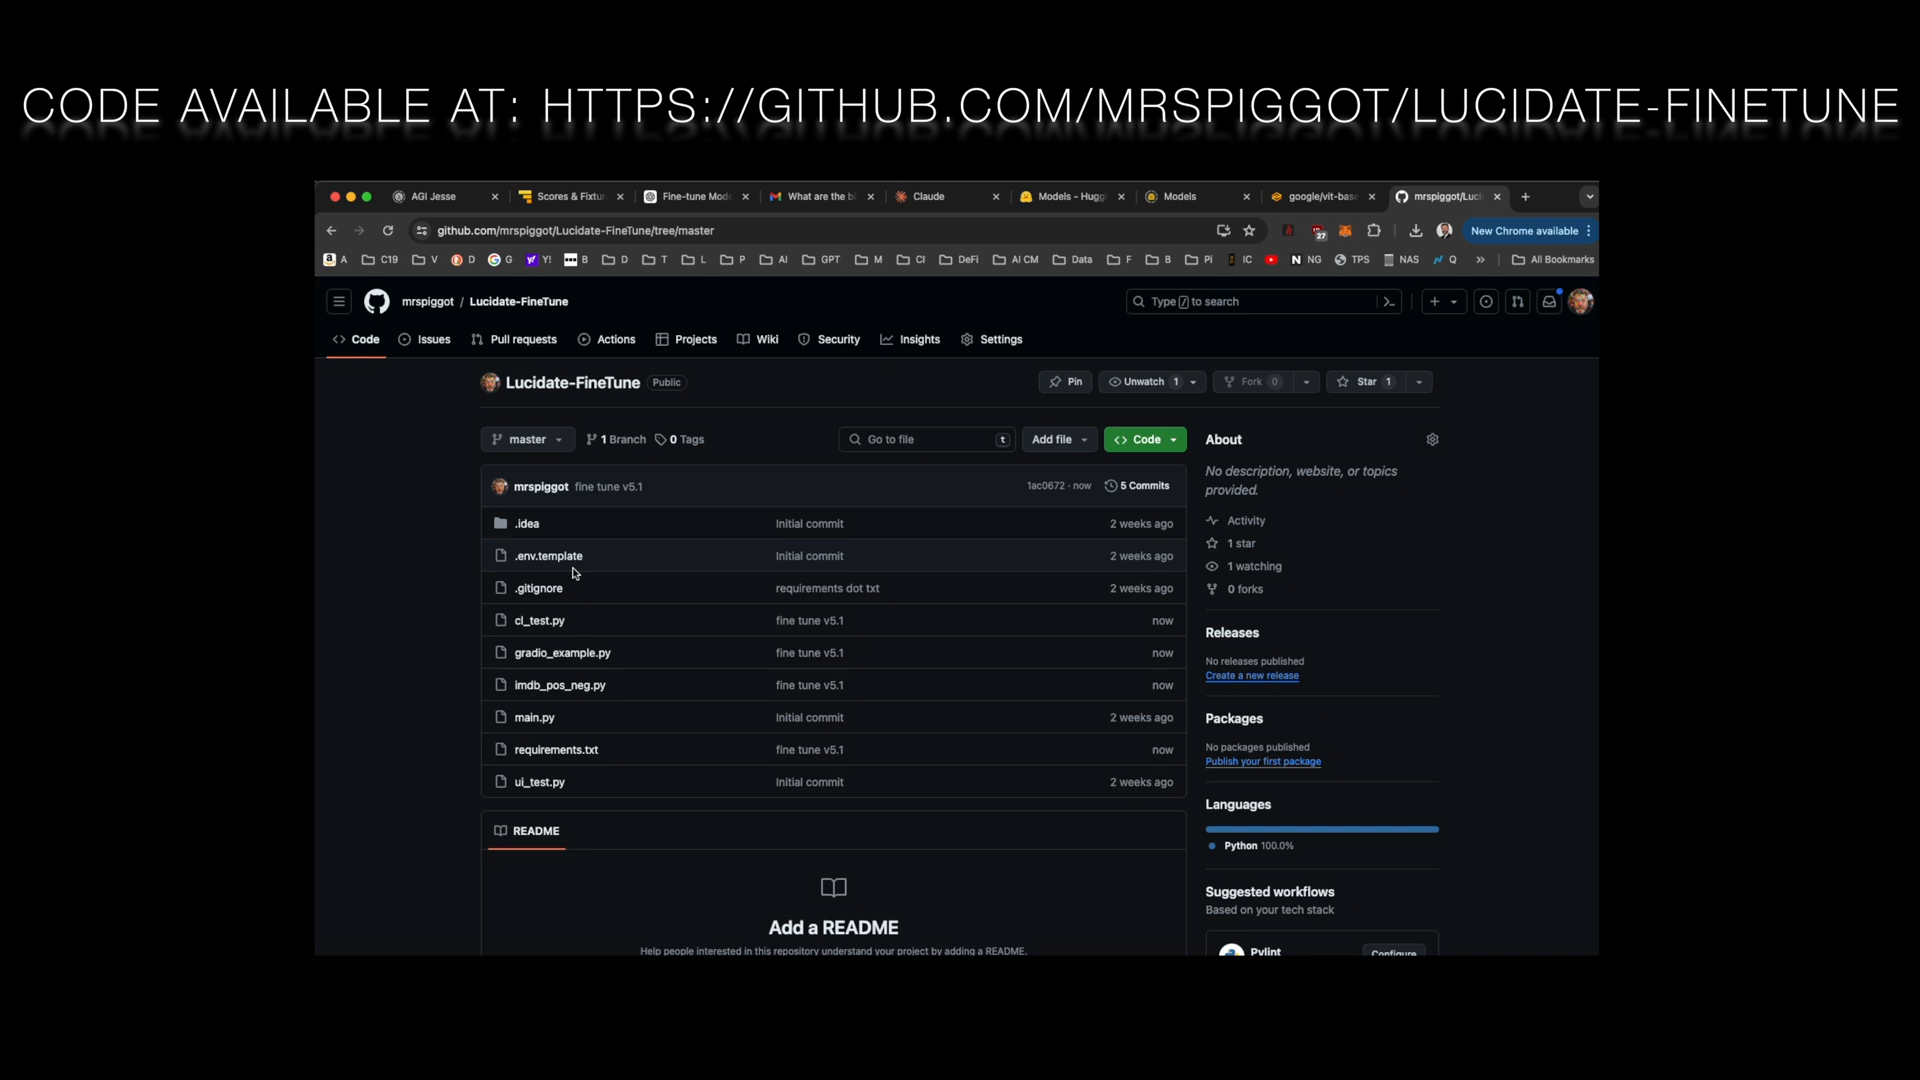 CODE AVAILABLE AT: HTTPS://GITHUB.COM/MRSPIGGOT/LUCIDATE-FINETUNE
AGI Jesse
Scores & Fixtur
Fine-tune Mod
What are the bi
Claude
Models - Hugg
Models
google/vit-base
mrspiggot/Luci
github.com/mrspiggot/Lucidate-FineTune/tree/master
27
New Chrome available
A C19 V D G Y! B D T L P AI GPT M CI DeFi AI CM Data F B Pi IC NG TPS NAS Q » All Bookmarks
mrspiggot / Lucidate-FineTune
Type / to search
Code Issues Pull requests Actions Projects Wiki Security Insights Settings
Lucidate-FineTune Public
Pin Unwatch 1 Fork 0 Star 1
master 1 Branch 0 Tags
Go to file t
Add file
Code
mrspiggot fine tune v5.1 1ac0672 · now 5 Commits
.idea Initial commit 2 weeks ago
.env.template Initial commit 2 weeks ago
.gitignore requirements dot txt 2 weeks ago
cl_test.py fine tune v5.1 now
gradio_example.py fine tune v5.1 now
imdb_pos_neg.py fine tune v5.1 now
main.py Initial commit 2 weeks ago
requirements.txt fine tune v5.1 now
ui_test.py Initial commit 2 weeks ago
README
Add a README
Help people interested in this repository understand your project by adding a README.
About
No description, website, or topics
provided.
Activity
1 star
1 watching
0 forks
Releases
No releases published
Create a new release
Packages
No packages published
Publish your first package
Languages
Python 100.0%
Suggested workflows
Based on your tech stack
Pylint Configure